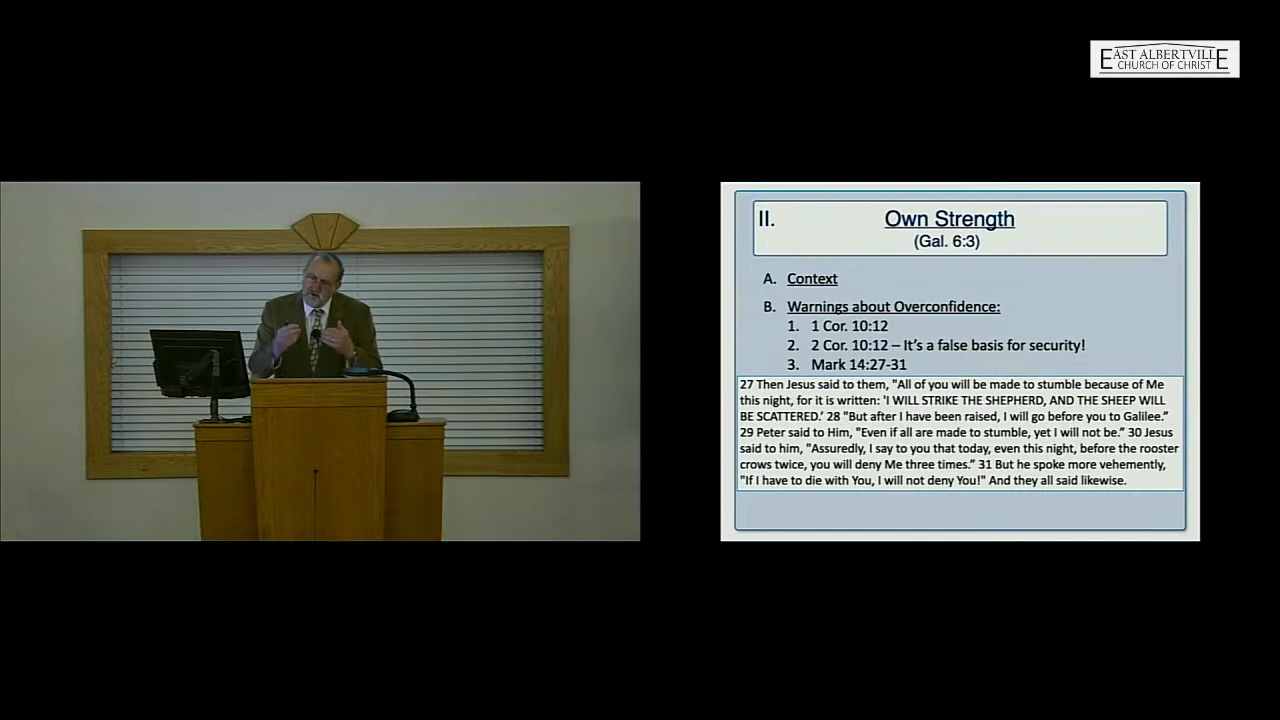 EAST ALBERTVILLE
CHURCH OF CHRIST
II. Own Strength
(Gal. 6:3)
A. Context
B. Warnings about Overconfidence:
1. 1 Cor. 10:12
2. 2 Cor. 10:12 – It's a false basis for security!
3. Mark 14:27-31
27 Then Jesus said to them, "All of you will be made to stumble because of Me
this night, for it is written: 'I WILL STRIKE THE SHEPHERD, AND THE SHEEP WILL
BE SCATTERED.' 28 "But after I have been raised, I will go before you to Galilee."
29 Peter said to Him, "Even if all are made to stumble, yet I will not be." 30 Jesus
said to him, "Assuredly, I say to you that today, even this night, before the rooster
crows twice, you will deny Me three times." 31 But he spoke more vehemently,
"If I have to die with You, I will not deny You!" And they all said likewise.